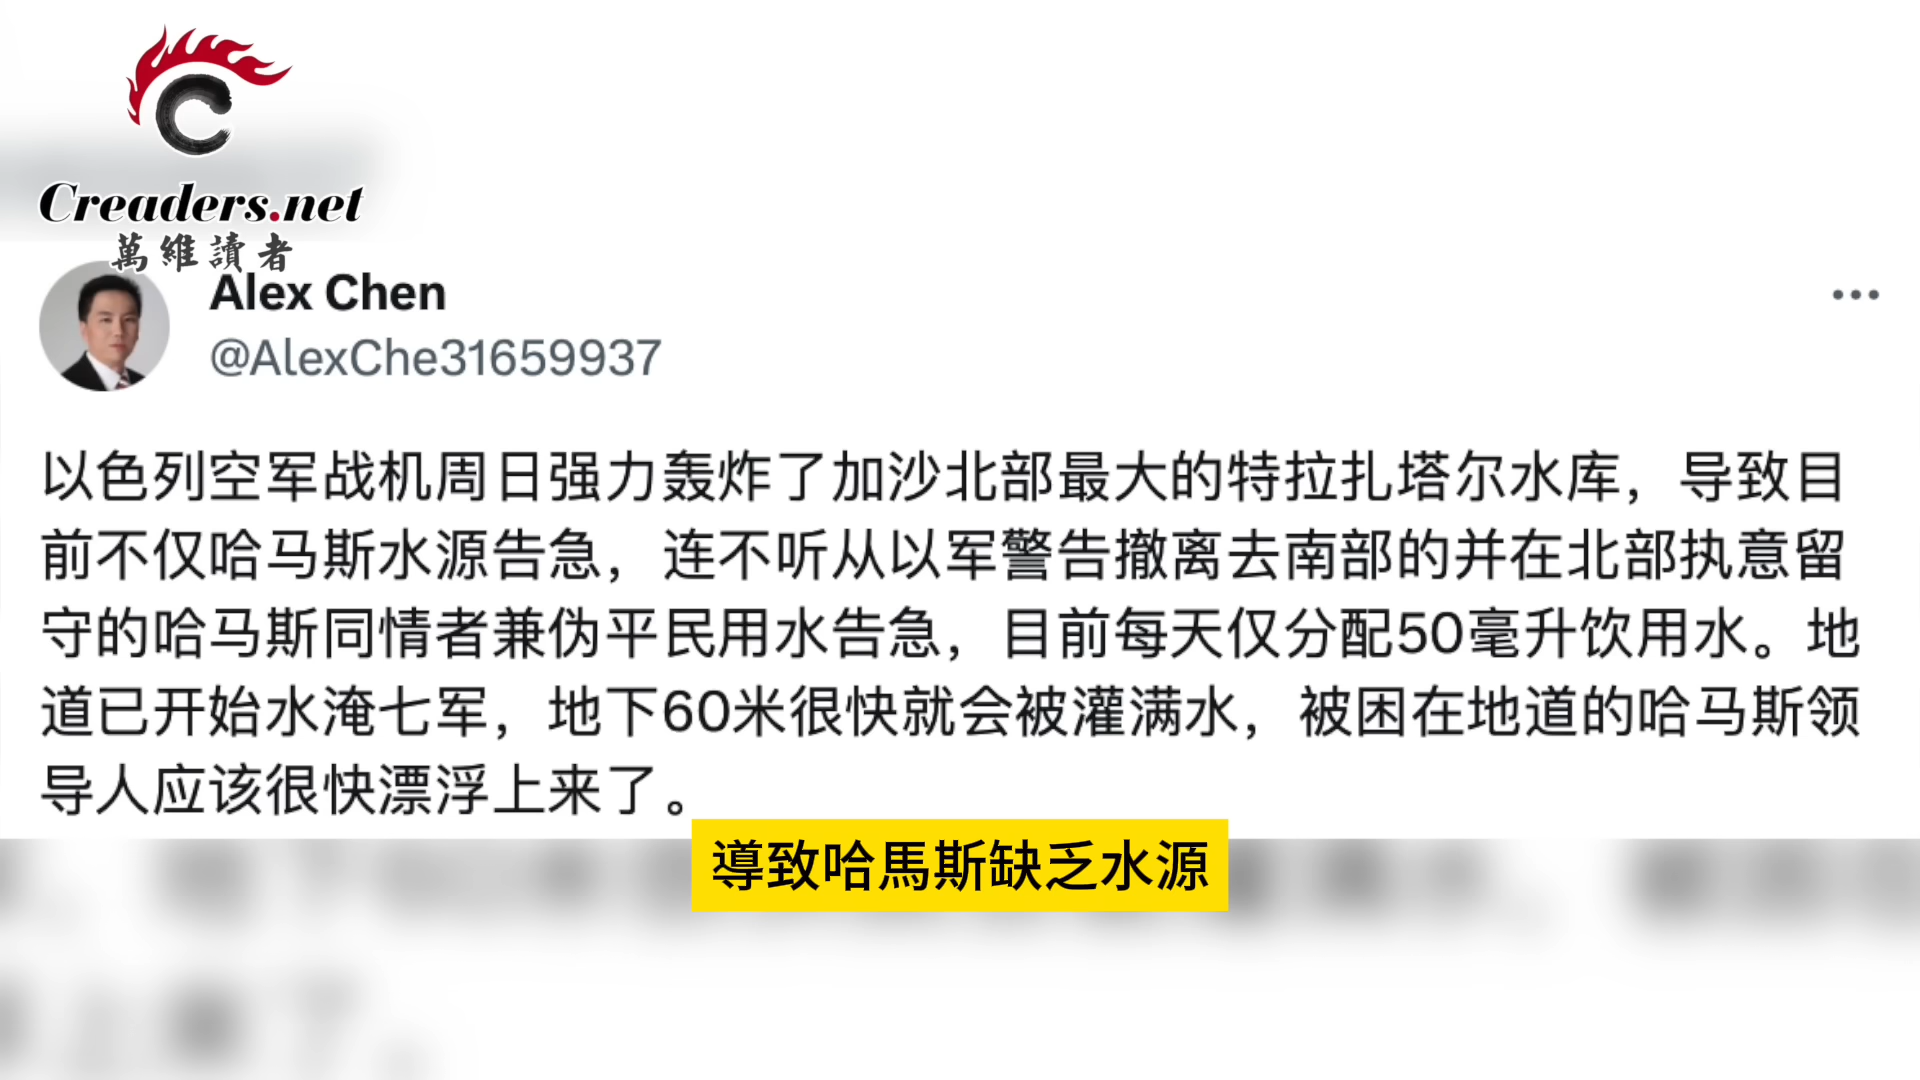 Creaders.net
萬維讀者
Alex Chen
@AlexChe31659937
以色列空军战机周日强力轰炸了加沙北部最大的特拉扎塔尔水库，导致目
前不仅哈马斯水源告急，连不听从以军警告撤离去南部的并在北部执意留
守的哈马斯同情者兼伪平民用水告急，目前每天仅分配50毫升饮用水。地
道已开始水淹七军，地下60米很快就会被灌满水，被困在地道的哈马斯领
导人应该很快漂浮上来了。
導致哈馬斯缺乏水源